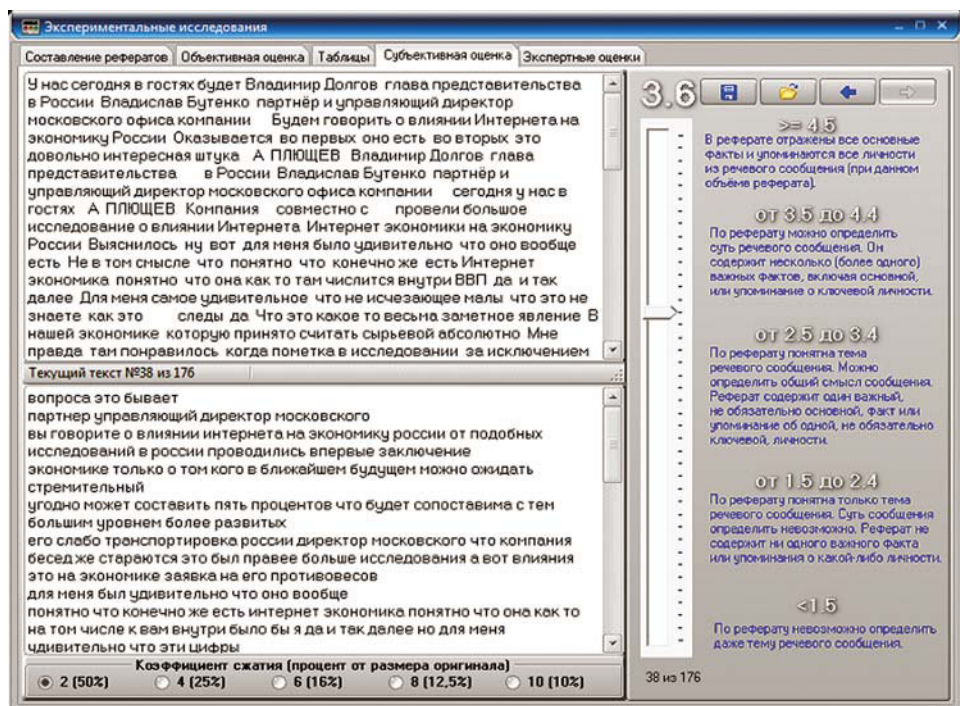 Экспериментальные исследования
Составление рефератов Объективная оценка Таблицы Субъективная оценка Экспертные оценки
У нас сегодня в гостях будет Владимир Долгов глава представительства
в России Владислав Бутенко партнёр и управляющий директор
московского офиса компании Будем говорить о влиянии Интернета на
экономику России Оказывается во первых оно есть во вторых это
довольно интересная штука А ПЛЮЩЕВ Владимир Долгов глава
представительства в России Владислав Бутенко партнёр и
управляющий директор московского офиса компании сегодня у нас в
гостях А ПЛЮЩЕВ Компания совместно с провели большое
исследование о влиянии Интернета Интернет экономики на экономику
России Выяснилось ну вот для меня было удивительно что оно вообще
есть Не в том смысле что понятно что конечно же есть Интернет
экономика понятно что она как то там числится внутри ВВП да и так
далее Для меня самое удивительное что не исчезающее малы что это не
знаете как это следы да Что это какое то весьма заметное явление В
нашей экономике которую принято считать сырьевой абсолютно Мне
правда там понравилось когда пометка в исследовании за исключением
Текущий текст №38 из 176
вопроса это бывает
партнер управляющий директор московского
вы говорите о влиянии интернета на экономику россии от подобных
исследований в россии проводились впервые заключение
экономике только о том кого в ближайшем будущем можно ожидать
стремительный
угодно может составить пять процентов что будет сопоставима с тем
большим уровнем более развитых
его слабо транспортировка россии директор московского что компания
бесед же стараются это был правее больше исследования а вот влияния
это на экономике заявка на его противовесов
для меня был удивительно что оно вообще
понятно что конечно же есть интернет экономика понятно что она как то
на том числе к вам внутри было бы я да и так далее но для меня
удивительно что эти цифры
Коэффициент сжатия (процент от размера оригинала)
2 (50%) 4 (25%) 6 (16%) 8 (12,5%) 10 (10%)
3.6
>= 4.5
В реферате отражены все основные
факты и упоминаются все личности
из речевого сообщения (при данном
объёме реферата).
от 3.5 до 4.4
По реферату можно определить
суть речевого сообщения. Он
содержит несколько (более одного)
важных фактов, включая основной,
или упоминание о ключевой личности.
от 2.5 до 3.4
По реферату понятна тема
речевого сообщения. Можно
определить общий смысл сообщения.
Реферат содержит один важный,
не обязательно основной, факт или
упоминание об одной, не обязательно
ключевой, личности.
от 1.5 до 2.4
По реферату понятна только тема
речевого сообщения. Суть сообщения
определить невозможно. Реферат не
содержит ни одного важного факта
или упоминания о какой-либо личности.
<1.5
По реферату невозможно определить
даже тему речевого сообщения.
38 из 176